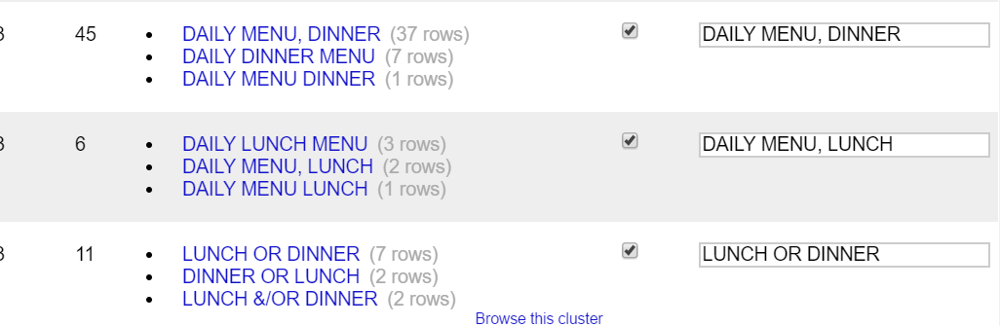 3 45 • DAILY MENU, DINNER (37 rows) DAILY MENU, DINNER
• DAILY DINNER MENU (7 rows)
• DAILY MENU DINNER (1 rows)
3 6 • DAILY LUNCH MENU (3 rows) DAILY MENU, LUNCH
• DAILY MENU, LUNCH (2 rows)
• DAILY MENU LUNCH (1 rows)
3 11 • LUNCH OR DINNER (7 rows) LUNCH OR DINNER
• DINNER OR LUNCH (2 rows)
• LUNCH &/OR DINNER (2 rows)
Browse this cluster